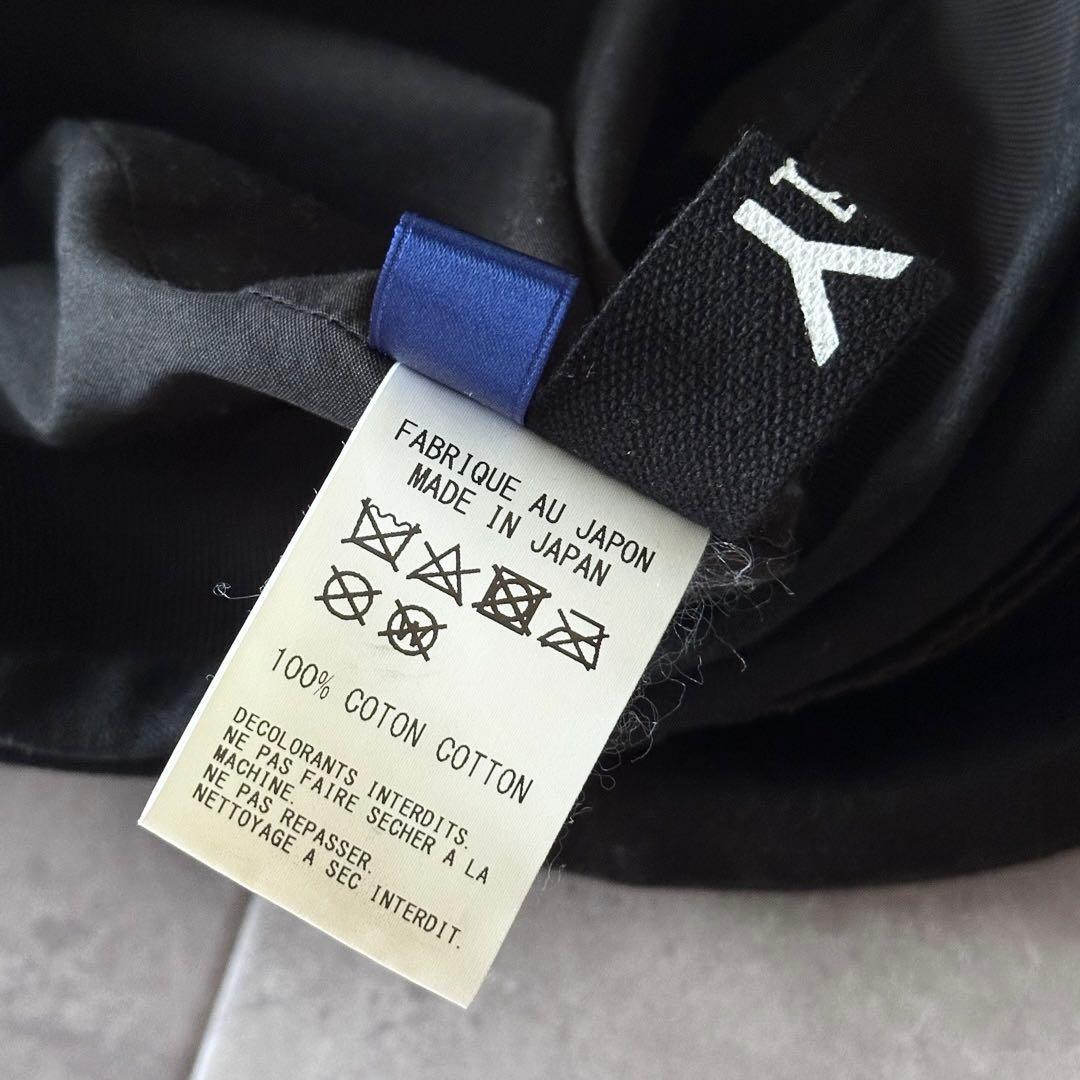 Y
FABRIQUE AU JAPON
MADE IN JAPAN
100% COTON COTTON
DECOLORANTS INTERDITS.
NE PAS FAIRE SECHER A LA
MACHINE.
NE PAS REPASSER.
NETTOYAGE A SEC INTERDIT.